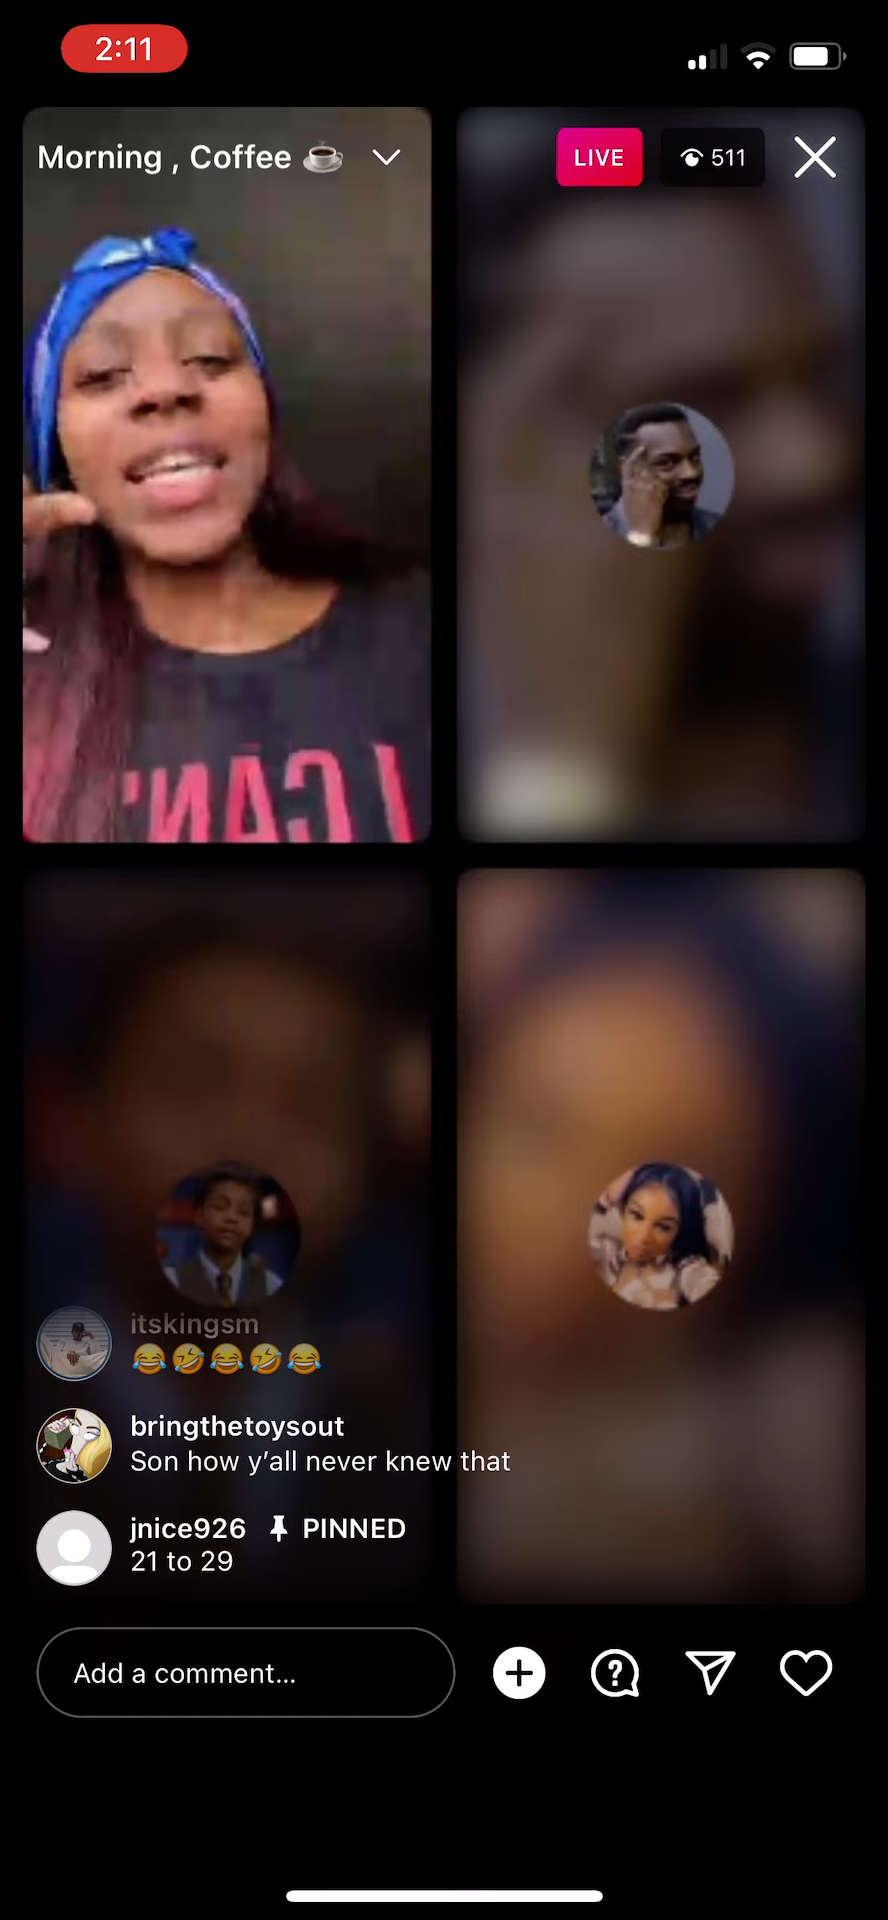 2:11
Morning , Coffee ☕
LIVE
511
I CAN'
itskingsm
😂🤣😂🤣😂
bringthetoysout
Son how y’all never knew that
jnice926 PINNED
21 to 29
Add a comment...